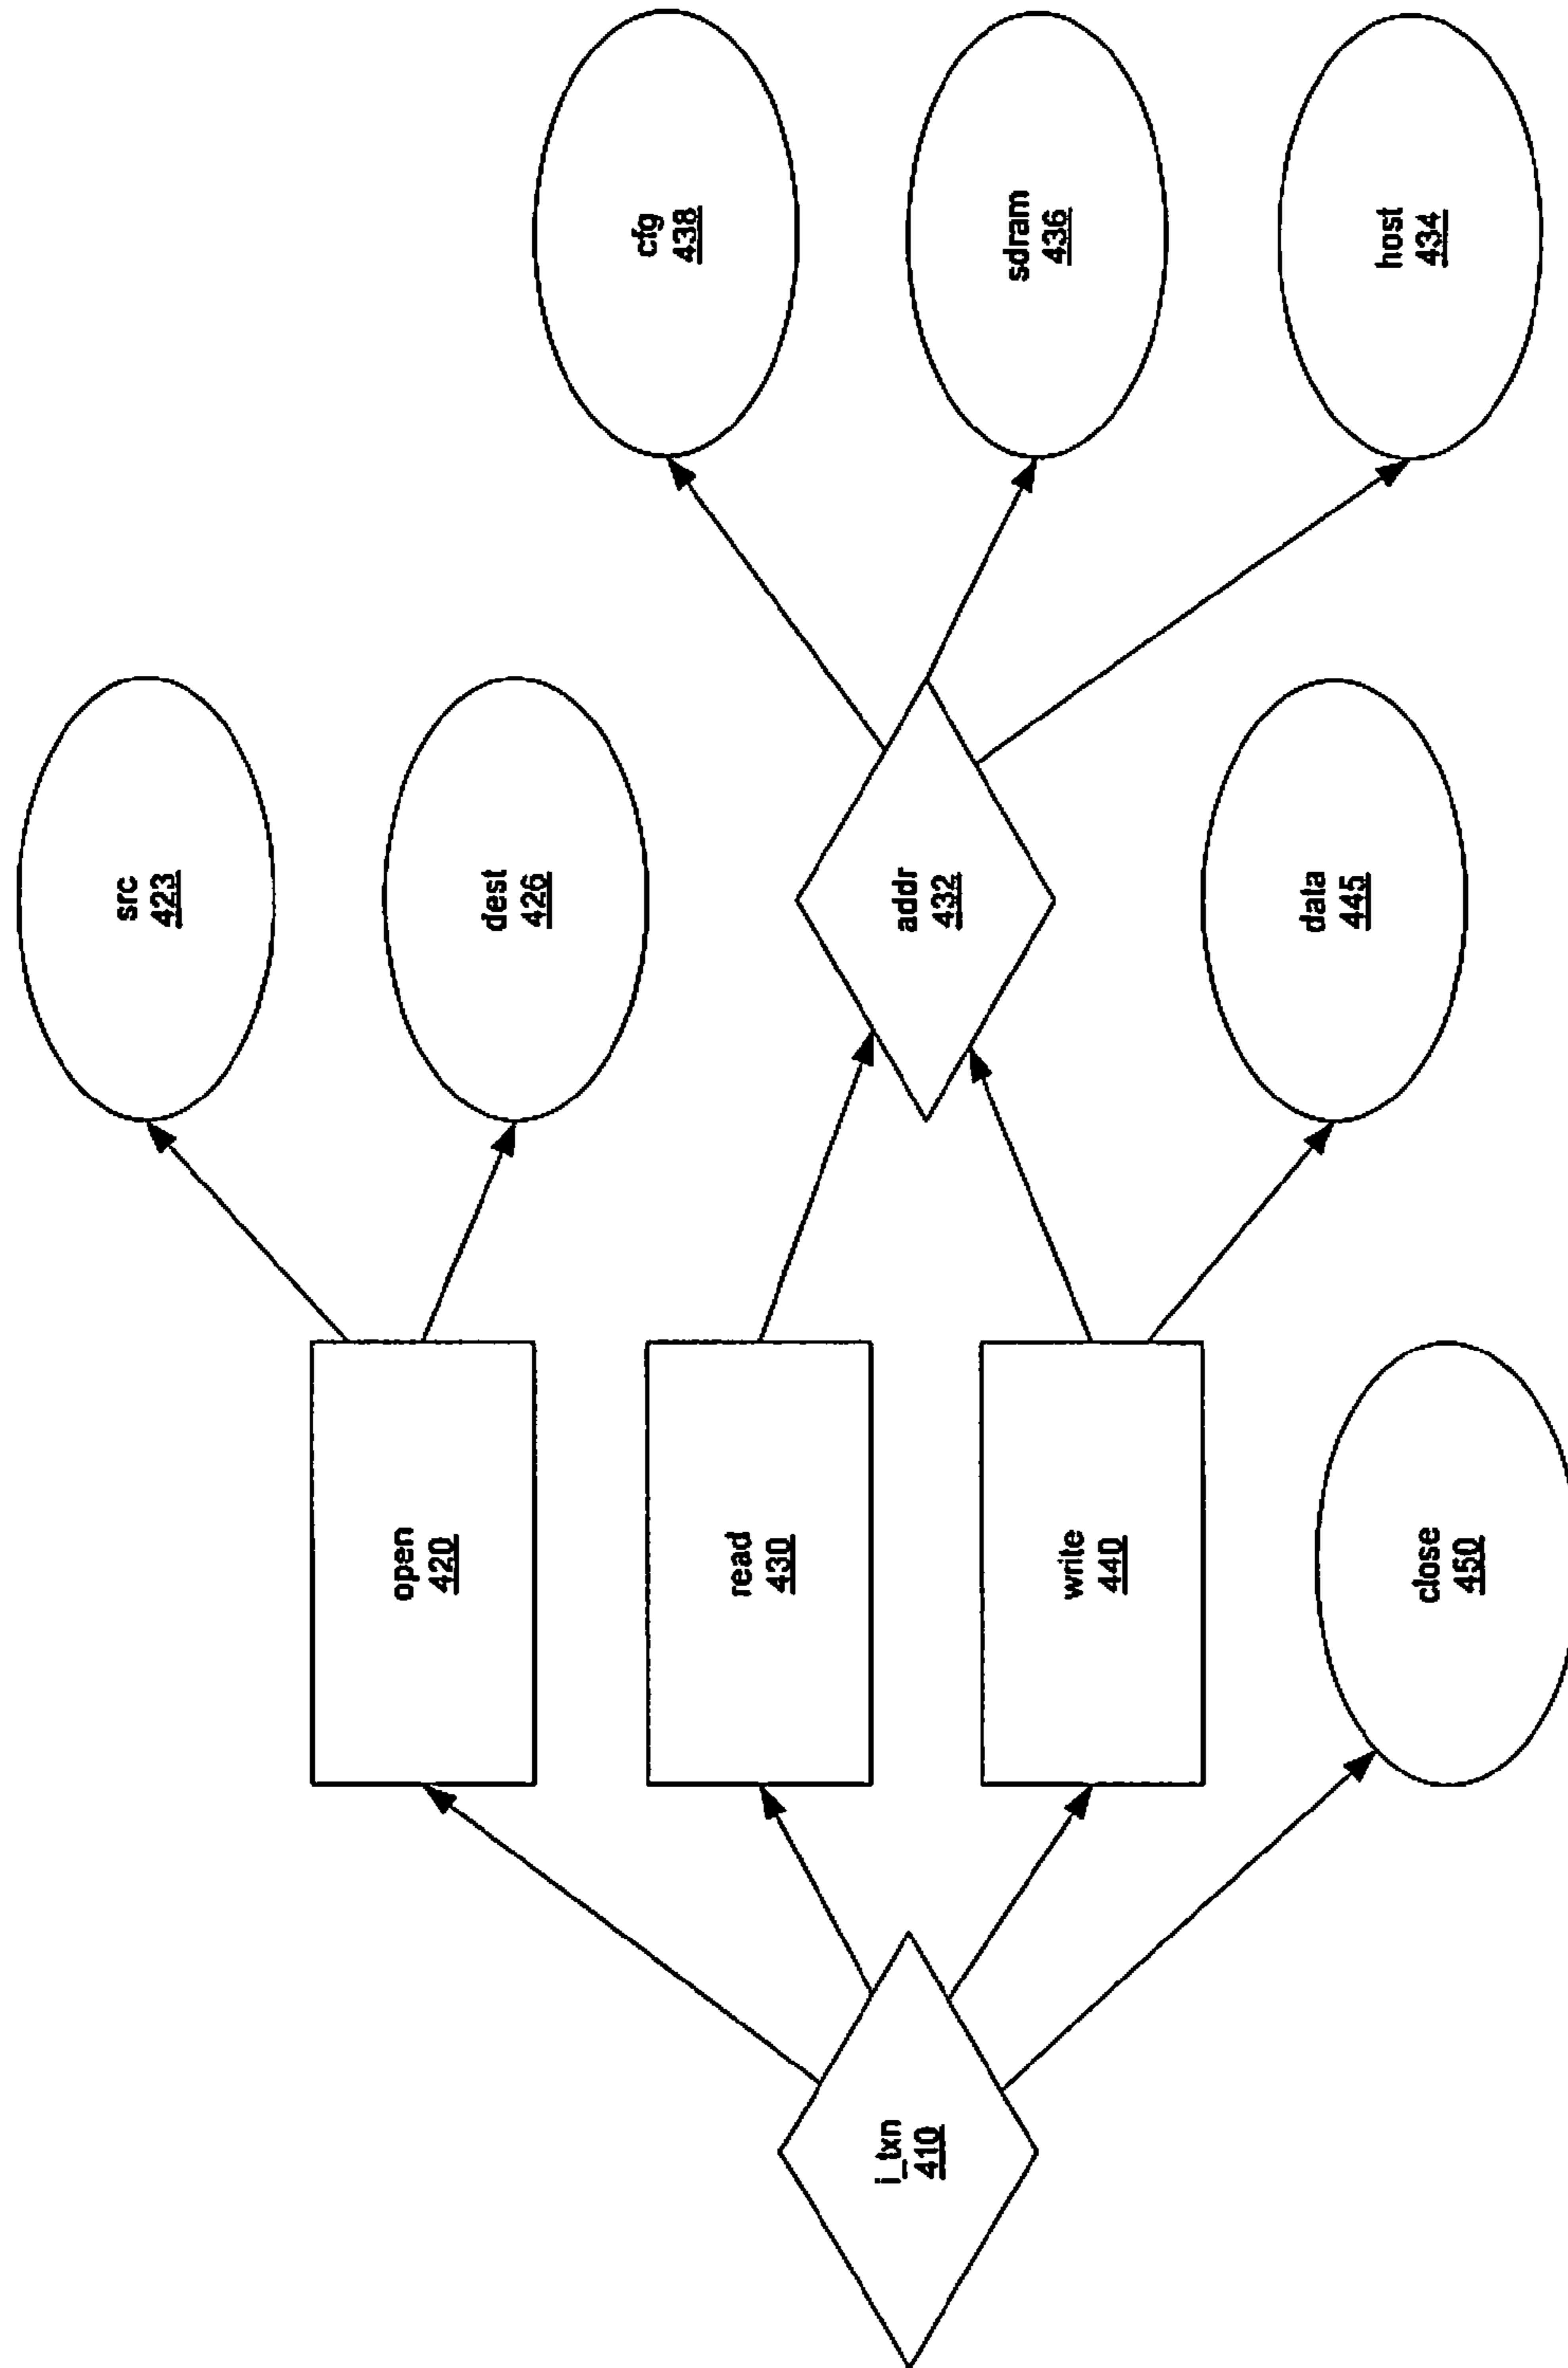 i_txn
410
open
420
read
430
write
440
close
450
src
423
dest
426
addr
432
data
445
cfg
438
sdram
436
host
434